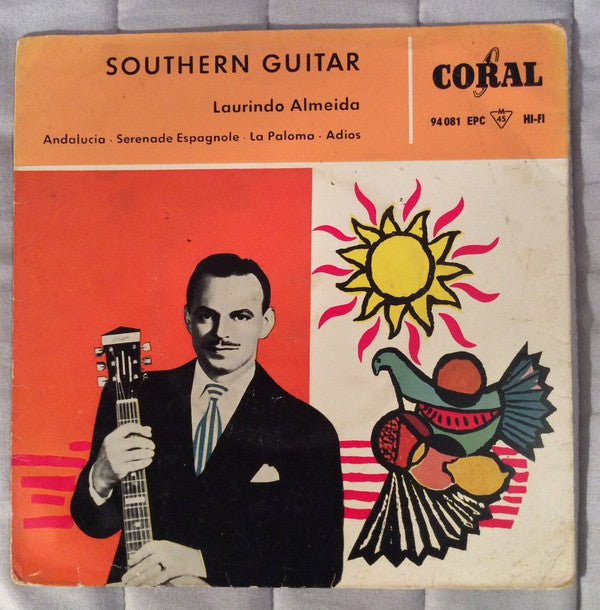 SOUTHERN GUITAR
Laurindo Almeida
Andalucia · Serenade Espagnole · La Paloma · Adios
CORAL
94 081 EPC M 45 HI-FI